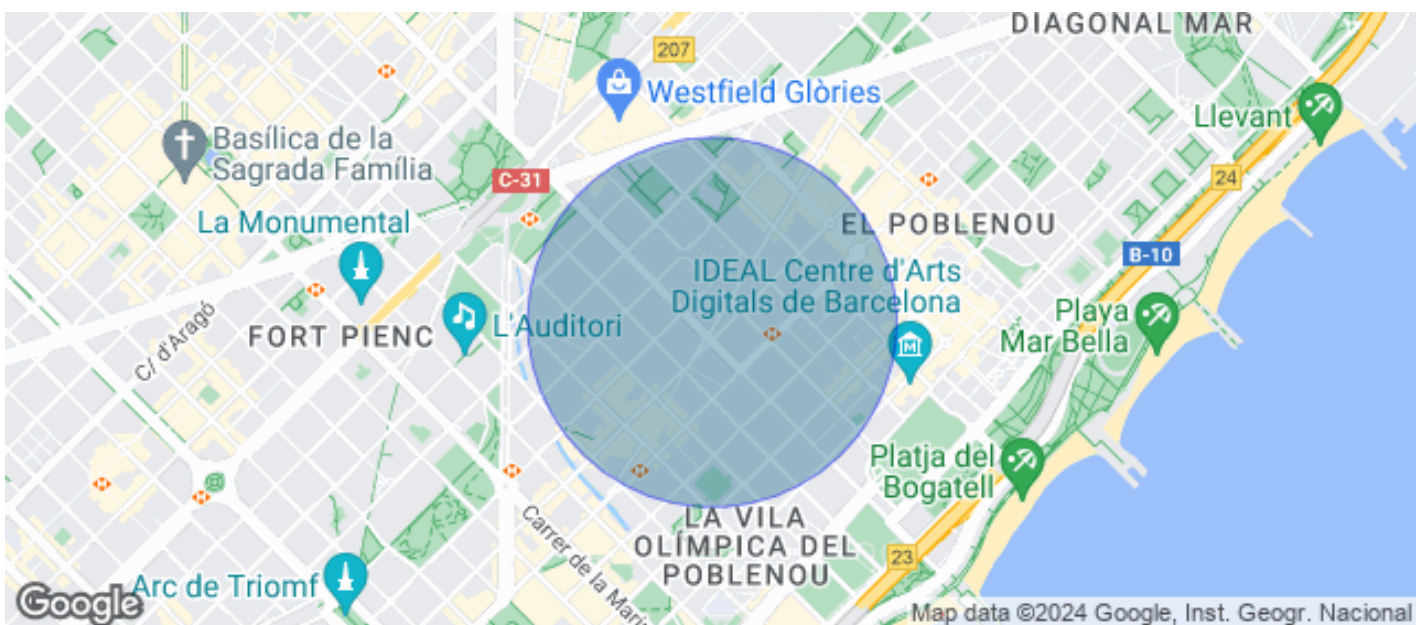 DIAGONAL MAR
207
Westfield Glòries
Llevant
Basílica de la
Sagrada Família
C-31
24
La Monumental
EL POBLENOU
B-10
IDEAL Centre d'Arts
Digitals de Barcelona
C/ d'Aragó
FORT PIENC
L'Auditori
Playa
Mar Bella
M
Platja del
Bogatell
LA VILA
OLÍMPICA DEL
POBLENOU
Carrer de la Marin
23
Arc de Triomf
Google
Map data ©2024 Google, Inst. Geogr. Nacional